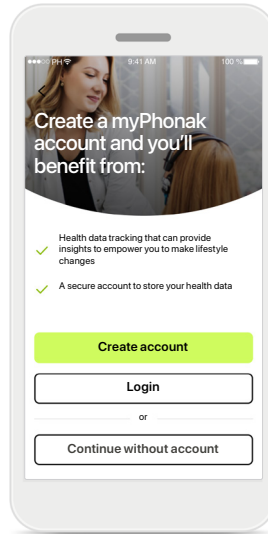 PH 9:41 AM 100 %
Create a myPhonak
account and you'll
benefit from:
Health data tracking that can provide
insights to empower you to make lifestyle
changes
A secure account to store your health data
Create account
Login
or
Continue without account